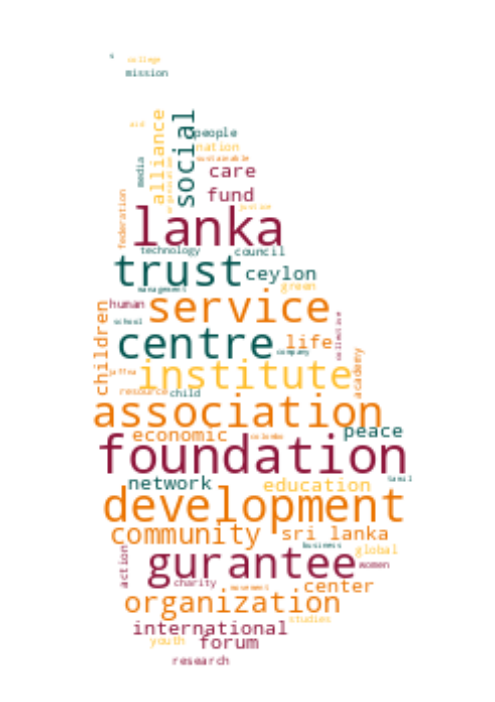 college
mission
aid
social
alliance
people
nation
organisation
sustainable
media
care
fund
federation
justice
lanka
technology
council
trust
ceylon
management
green
human
service
school
children
centre
life
collective
company
institute
academy
jaffna
resource
child
association
economic
colombo
peace
foundation
network
education
tamil
development
community
sri lanka
business
global
gurantee
women
action
charity
movement
center
organization
studies
international
youth
forum
research